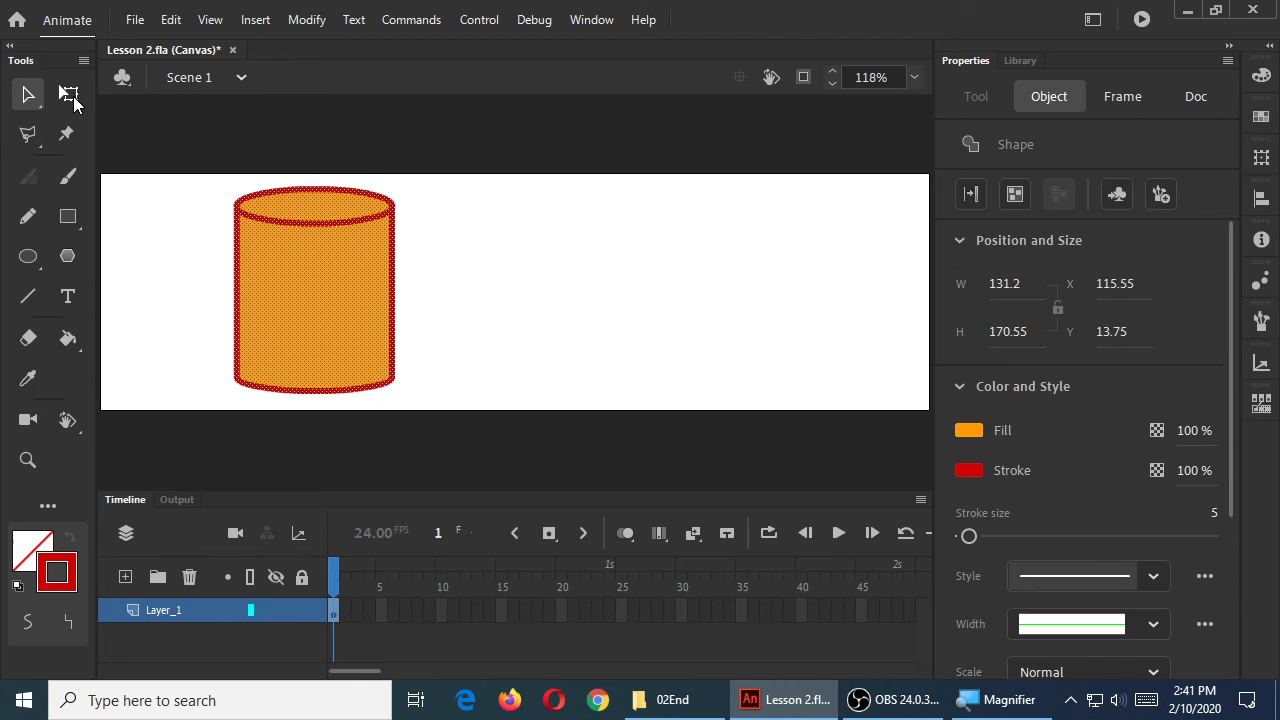 Animate File Edit View Insert Modify Text Commands Control Debug Window Help
Lesson 2.fla (Canvas)* ×
Tools
Properties Library
Scene 1
118%
Tool Object Frame Doc
Shape
Position and Size
W 131.2 X 115.55
H 170.55 Y 13.75
Color and Style
Fill 100 %
Stroke 100 %
Timeline Output
Stroke size 5
24.00 FPS 1 F
1s 2s
5 10 15 20 25 30 35 40 45
Style
Layer_1
Width
Scale Normal
Type here to search
02End
An Lesson 2.fl...
OBS 24.0.3...
Magnifier
2:41 PM
2/10/2020